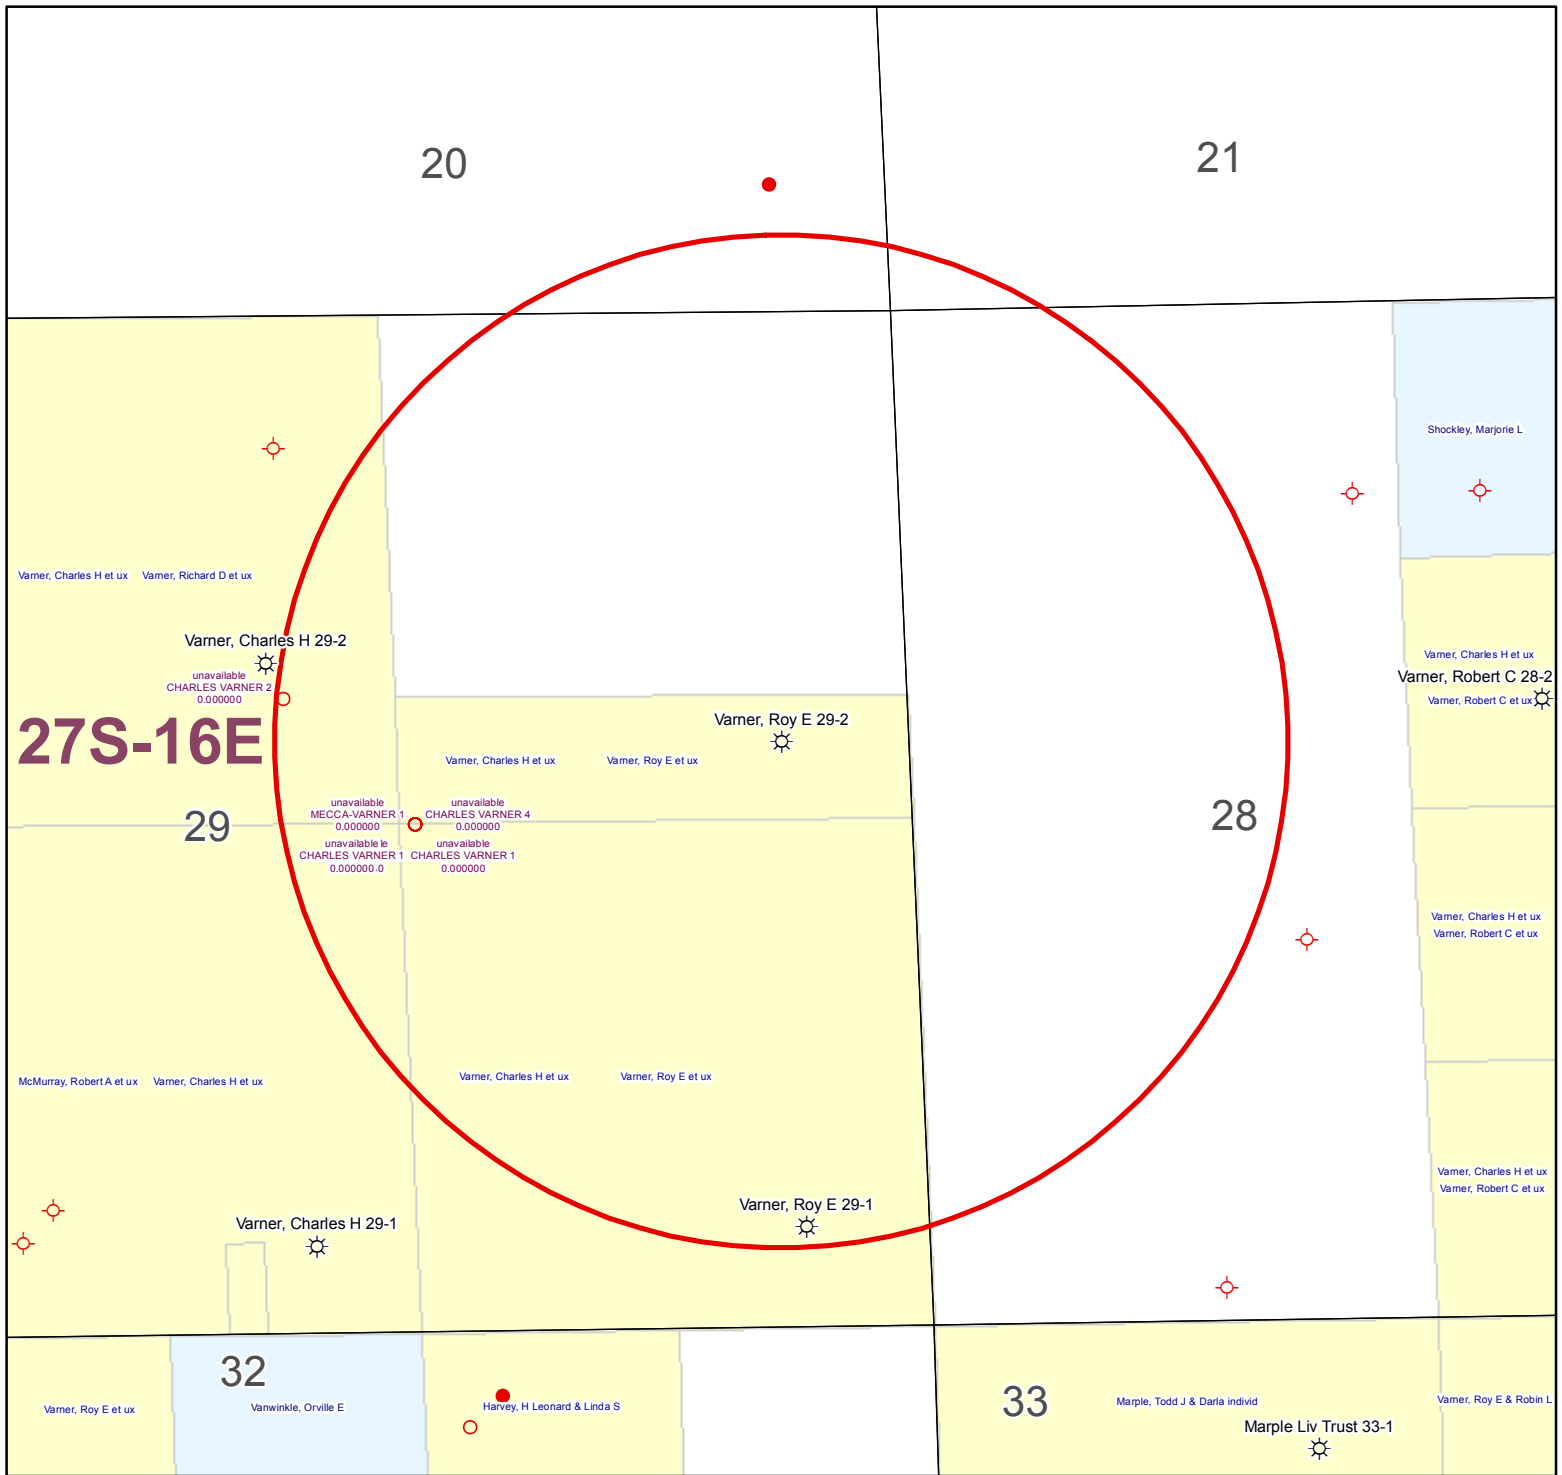 20
21
Shockley, Marjorie L
Varner, Charles H et ux
Varner, Richard D et ux
Varner, Charles H 29-2
unavailable
CHARLES VARNER 2
0.000000
27S-16E
Varner, Charles H et ux
Varner, Robert C 28-2
Varner, Robert C et ux
Varner, Roy E 29-2
Varner, Charles H et ux
Varner, Roy E et ux
29
28
unavailable
MECCA-VARNER 1
0.000000
unavailable
CHARLES VARNER 4
0.000000
unavailable le
CHARLES VARNER 1
0.000000.0
unavailable
CHARLES VARNER 1
0.000000
Varner, Charles H et ux
Varner, Robert C et ux
McMurray, Robert A et ux
Varner, Charles H et ux
Varner, Charles H et ux
Varner, Roy E et ux
Varner, Charles H et ux
Varner, Robert C et ux
Varner, Charles H 29-1
Varner, Roy E 29-1
32
33
Varner, Roy E et ux
Vanwinkle, Orville E
Harvey, H Leonard & Linda S
Marple, Todd J & Darla individ
Varner, Roy E & Robin L
Marple Liv Trust 33-1